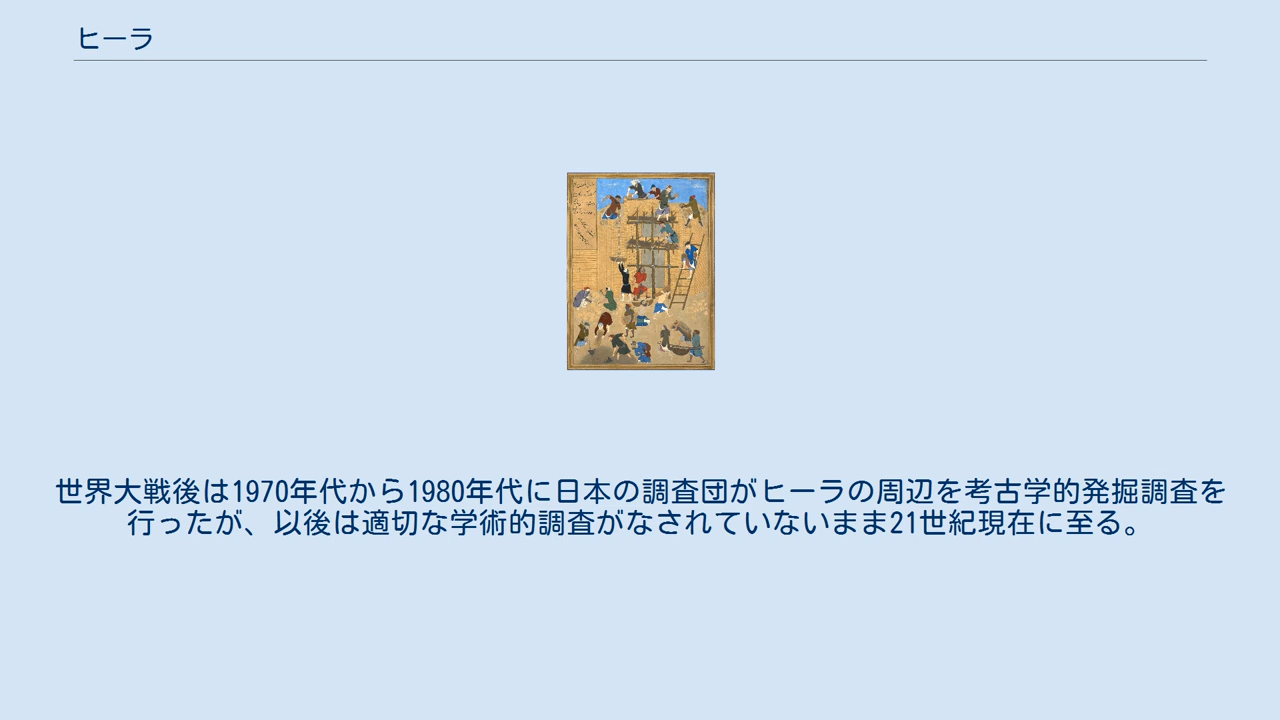 ヒーラ
世界大戦後は1970年代から1980年代に日本の調査団がヒーラの周辺を考古学的発掘調査を
行ったが、以後は適切な学術的調査がなされていないまま21世紀現在に至る。